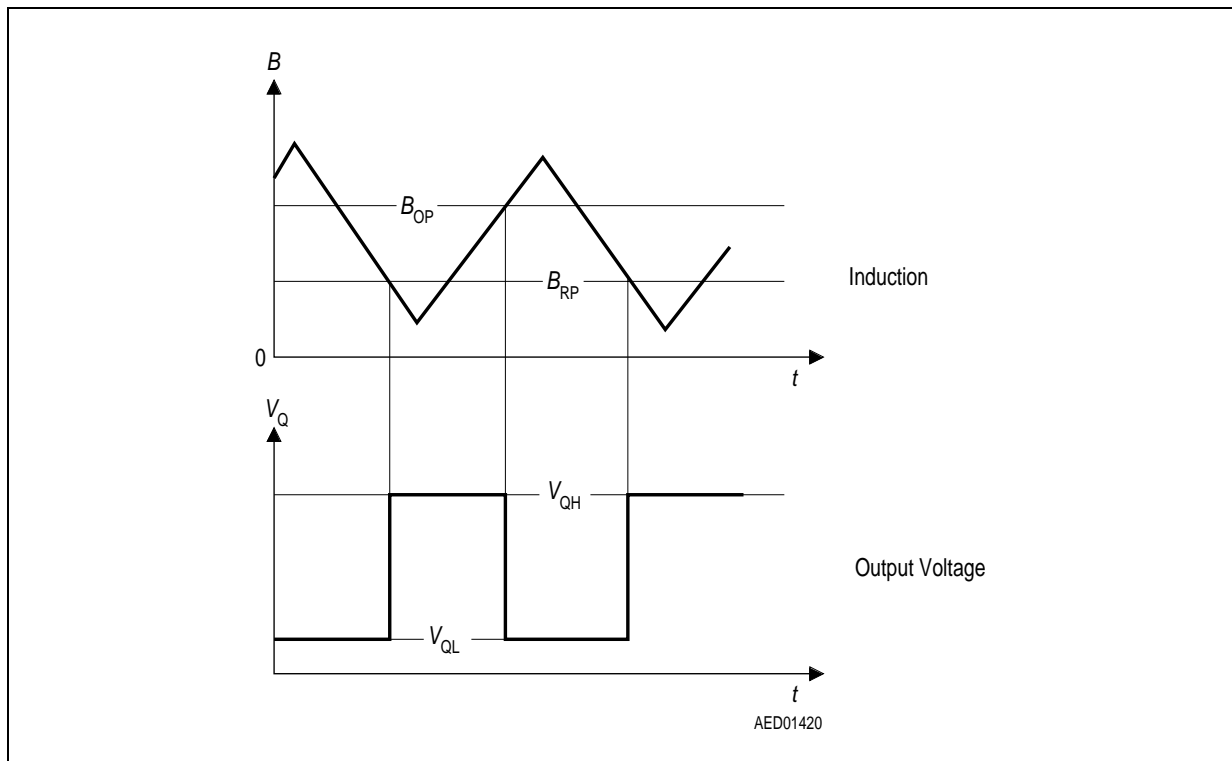 B
B_OP
B_RP
Induction
0
t
V_Q
V_QH
Output Voltage
V_QL
t
AED01420